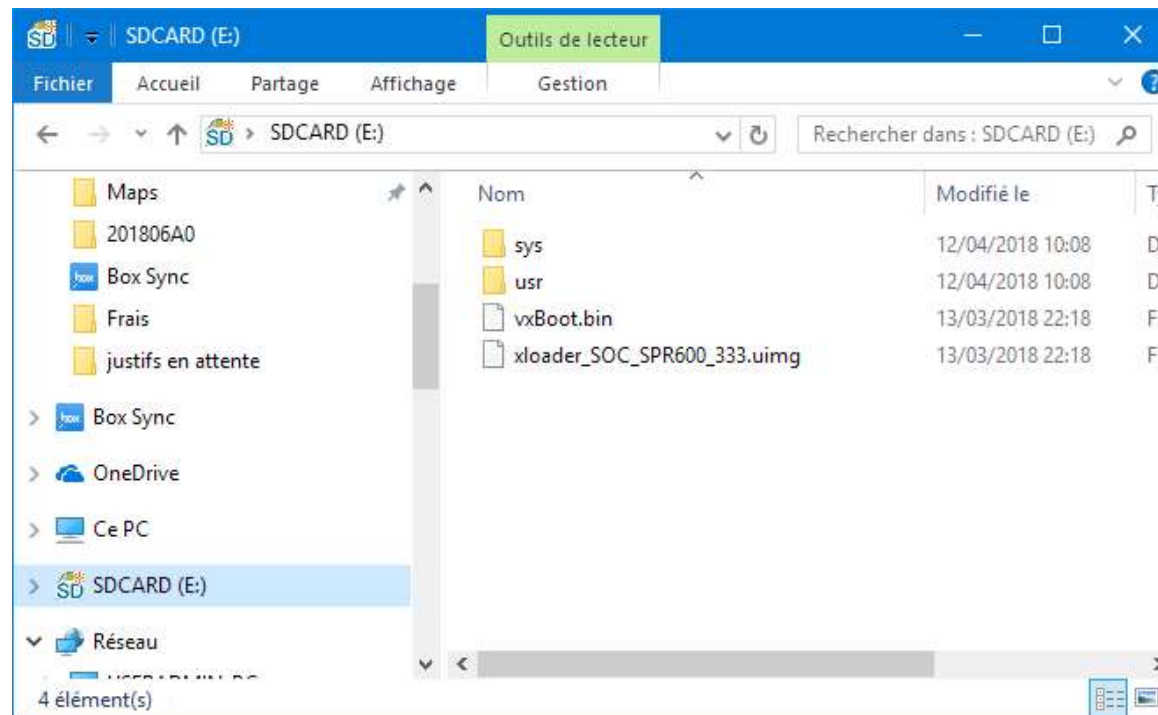 SDCARD (E:)
Outils de lecteur
Fichier Accueil Partage Affichage Gestion
SDCARD (E:)
Rechercher dans : SDCARD (E:)
Maps
201806A0
Box Sync
Frais
justifs en attente
Box Sync
OneDrive
Ce PC
SDCARD (E:)
Réseau
Nom Modifié le
sys 12/04/2018 10:08 D
usr 12/04/2018 10:08 D
vxBoot.bin 13/03/2018 22:18 F
xloader_SOC_SPR600_333.uimg 13/03/2018 22:18 F
4 élément(s)